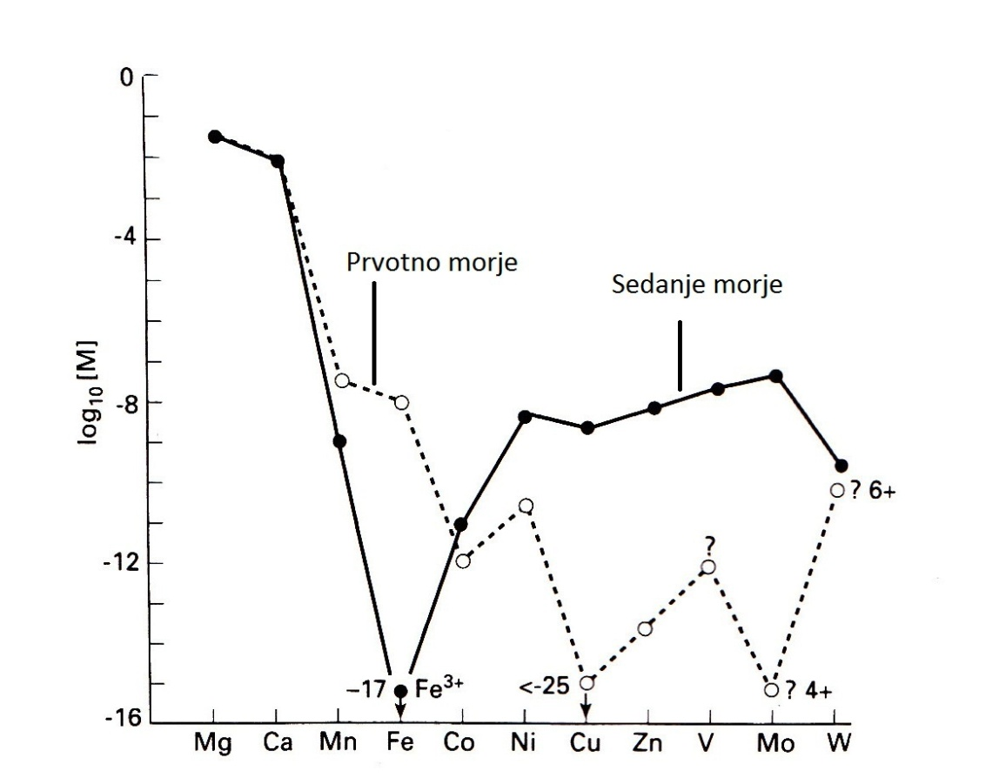 0
-4
Prvotno morje
Sedanje morje
log10 [M]
-8
? 6+
-12
?
–17 Fe3+
<-25
? 4+
-16
Mg Ca Mn Fe Co Ni Cu Zn V Mo W